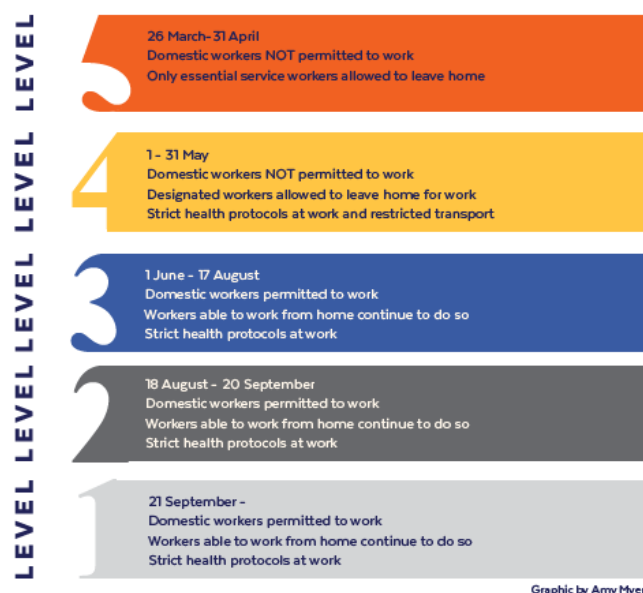 LEVEL 5
26 March-31 April
Domestic workers NOT permitted to work
Only essential service workers allowed to leave home
LEVEL 4
1 - 31 May
Domestic workers NOT permitted to work
Designated workers allowed to leave home for work
Strict health protocols at work and restricted transport
LEVEL 3
1 June - 17 August
Domestic workers permitted to work
Workers able to work from home continue to do so
Strict health protocols at work
LEVEL 2
18 August - 20 September
Domestic workers permitted to work
Workers able to work from home continue to do so
Strict health protocols at work
LEVEL 1
21 September -
Domestic workers permitted to work
Workers able to work from home continue to do so
Strict health protocols at work
Graphic by Amy